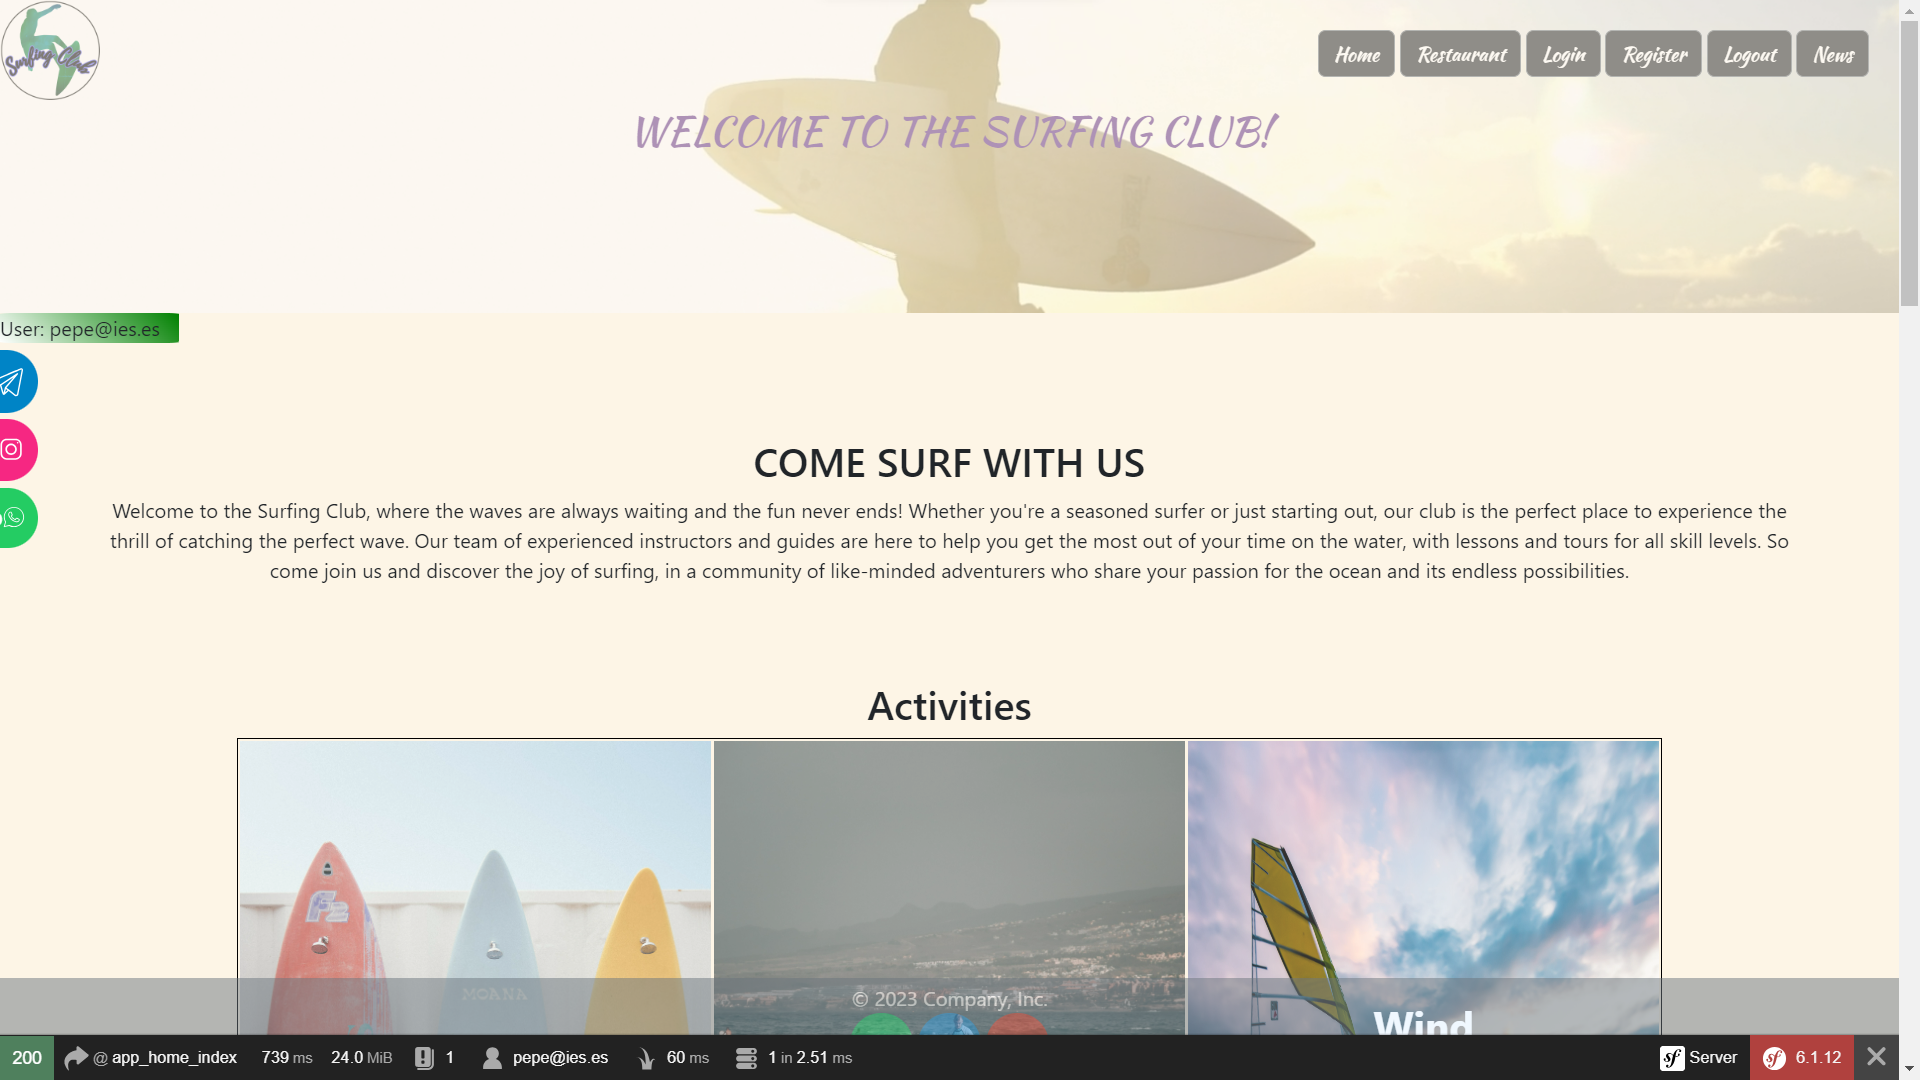 Surfing Club
Home
Restaurant
Login
Register
Logout
News
WELCOME TO THE SURFING CLUB!
User: pepe@ies.es
COME SURF WITH US
Welcome to the Surfing Club, where the waves are always waiting and the fun never ends! Whether you're a seasoned surfer or just starting out, our club is the perfect place to experience the
thrill of catching the perfect wave. Our team of experienced instructors and guides are here to help you get the most out of your time on the water, with lessons and tours for all skill levels. So
come join us and discover the joy of surfing, in a community of like-minded adventurers who share your passion for the ocean and its endless possibilities.
Activities
F2
MOANA
© 2023 Company, Inc.
Wind
200 @ app_home_index 739 ms 24.0 MiB 1 pepe@ies.es 60 ms 1 in 2.51 ms sf Server sf 6.1.12